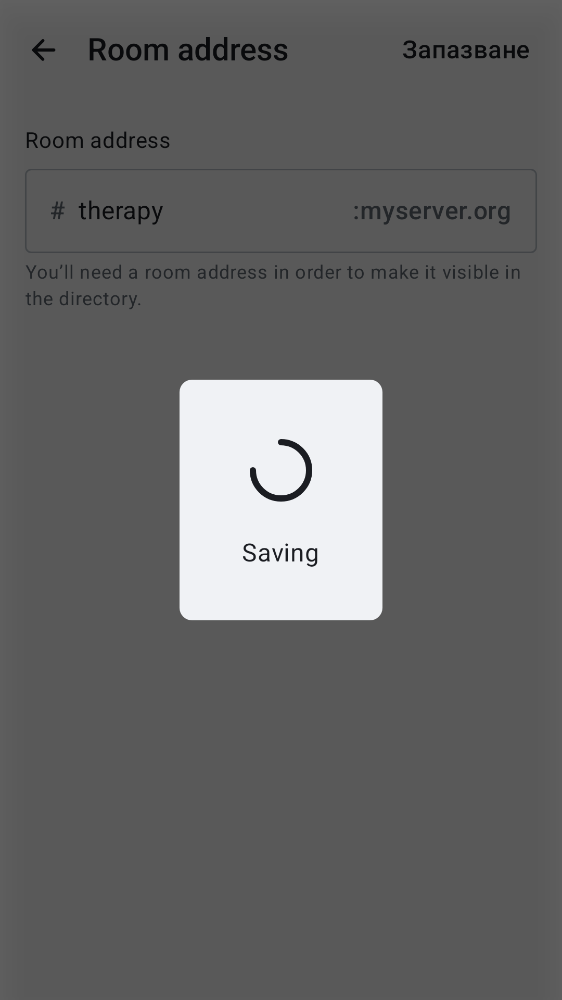 Room address
Запазване
Room address
# therapy :myserver.org
You'll need a room address in order to make it visible in
the directory.
Saving